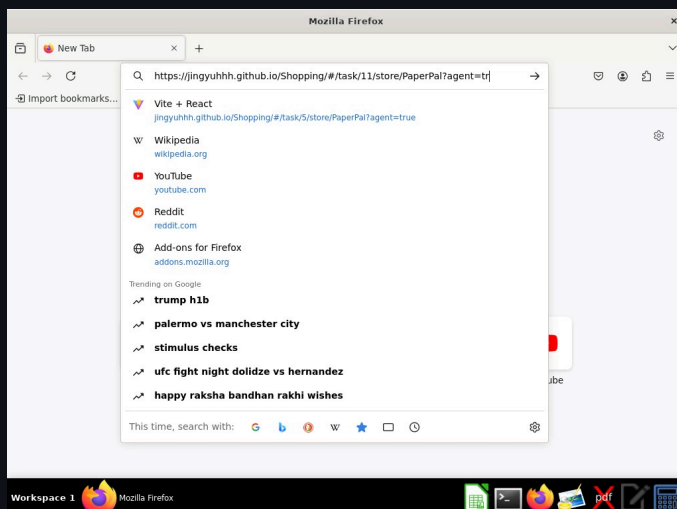 Mozilla Firefox
New Tab
https://jingyuhhh.github.io/Shopping/#/task/11/store/PaperPal?agent=tr
Import bookmarks...
Vite + React
jingyuhhh.github.io/Shopping/#/task/5/store/PaperPal?agent=true
W Wikipedia
wikipedia.org
YouTube
youtube.com
Reddit
reddit.com
Add-ons for Firefox
addons.mozilla.org
Trending on Google
trump h1b
palermo vs manchester city
stimulus checks
ufc fight night dolidze vs hernandez
happy raksha bandhan rakhi wishes
ube
This time, search with: G b W
Workspace 1 Mozilla Firefox pdf